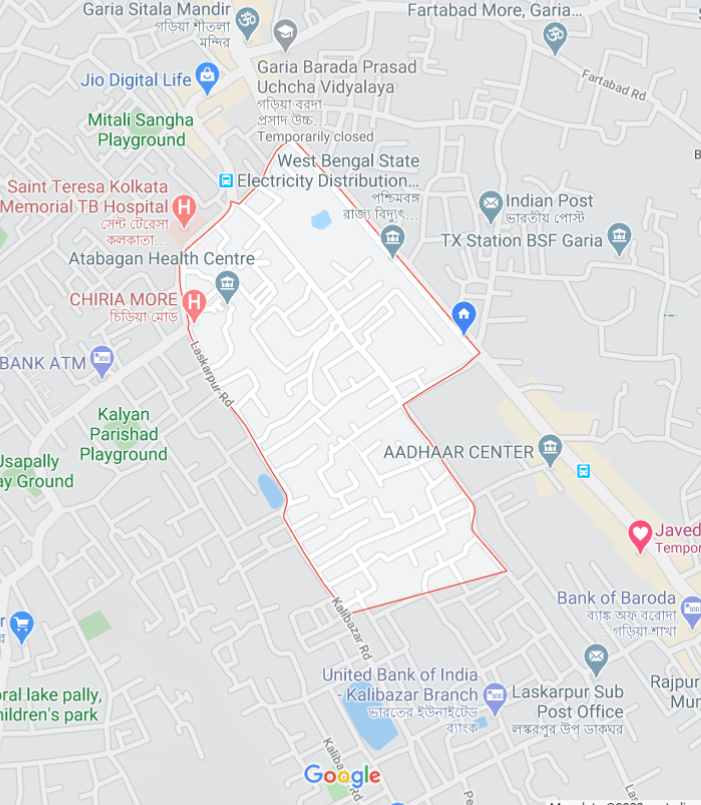 Garia Sitala Mandir
গড়িয়া শীতলা
মন্দির
Fartabad More, Garia...
Garia Barada Prasad
Uchcha Vidyalaya
গড়িয়া বরদা
প্রসাদ উচ্চ...
Temporarily closed
Jio Digital Life
Fartabad Rd
Mitali Sangha
Playground
West Bengal State
Electricity Distribution...
পশ্চিমবঙ্গ
রাজ্য বিদ্যুৎ...
Saint Teresa Kolkata
Memorial TB Hospital
সেন্ট টেরেসা
কলকাতা...
Indian Post
ভারতীয় পোস্ট
TX Station BSF Garia
Atabagan Health Centre
CHIRIA MORE
চিড়িয়া মোড়
BANK ATM
Laskarpur Rd
Kalyan
Parishad
Playground
AADHAAR CENTER
Usapally
ay Ground
Javed
Tempor
Bank of Baroda
ব্যাঙ্ক অফ বরোদা
গড়িয়া শাখা
Kalibazar Rd
United Bank of India
- Kalibazar Branch
ভারতের ইউনাইটেড
ব্যাংক
Laskarpur Sub
Post Office
লস্করপুর উপ ডাকঘর
Rajpur
Mun
oral lake pally,
hildren's park
Google